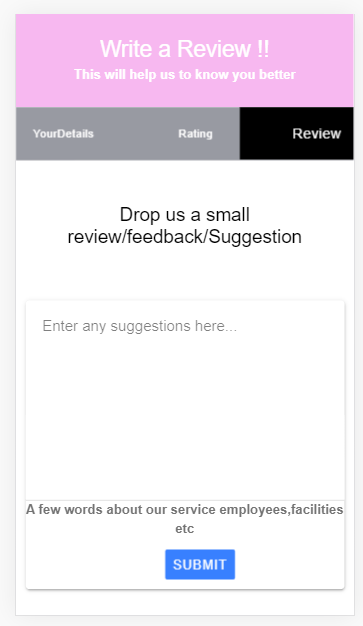 Write a Review !!
This will help us to know you better
YourDetails Rating Review
Drop us a small
review/feedback/Suggestion
Enter any suggestions here...
A few words about our service employees,facilities
etc
SUBMIT